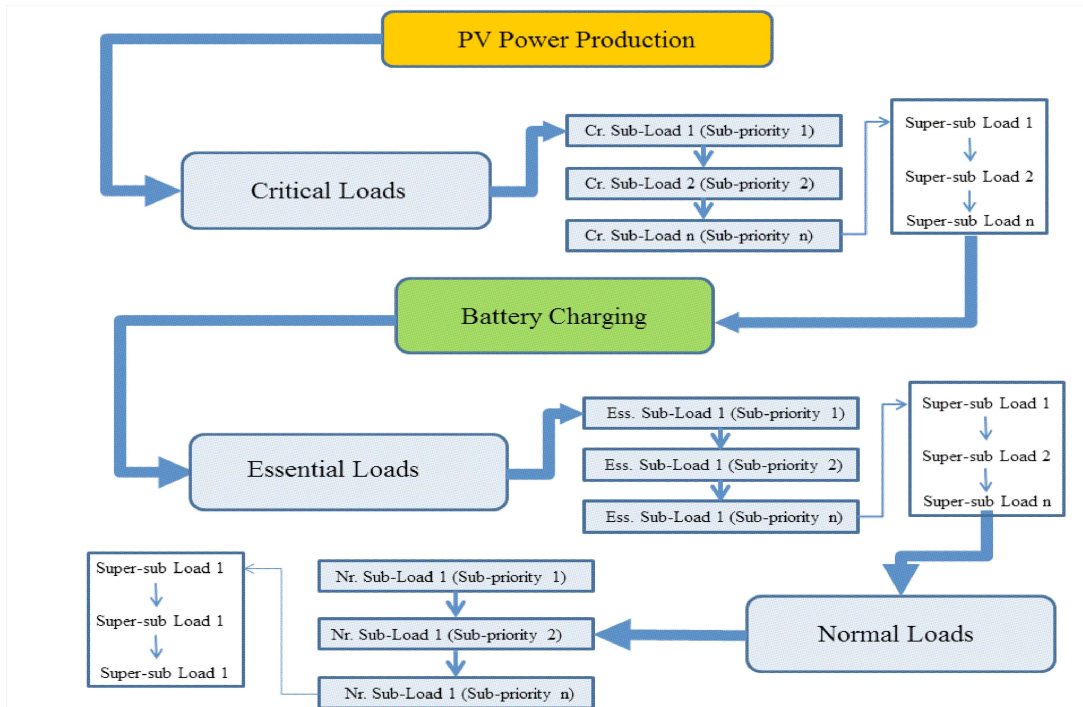 PV Power Production
Critical Loads
Cr. Sub-Load 1 (Sub-priority 1)
Cr. Sub-Load 2 (Sub-priority 2)
Cr. Sub-Load n (Sub-priority n)
Super-sub Load 1
Super-sub Load 2
Super-sub Load n
Battery Charging
Essential Loads
Ess. Sub-Load 1 (Sub-priority 1)
Ess. Sub-Load 1 (Sub-priority 2)
Ess. Sub-Load 1 (Sub-priority n)
Super-sub Load 1
Super-sub Load 2
Super-sub Load n
Normal Loads
Nr. Sub-Load 1 (Sub-priority 1)
Nr. Sub-Load 1 (Sub-priority 2)
Nr. Sub-Load 1 (Sub-priority n)
Super-sub Load 1
Super-sub Load 1
Super-sub Load 1